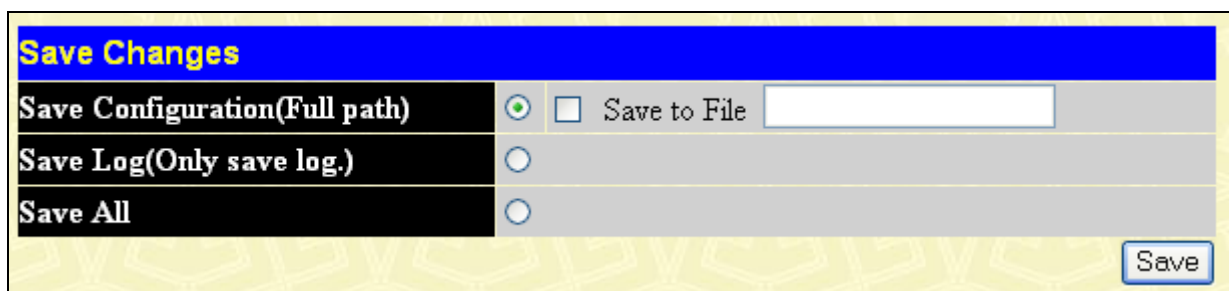 Save Changes
Save Configuration(Full path) Save to File
Save Log(Only save log.)
Save All
Save